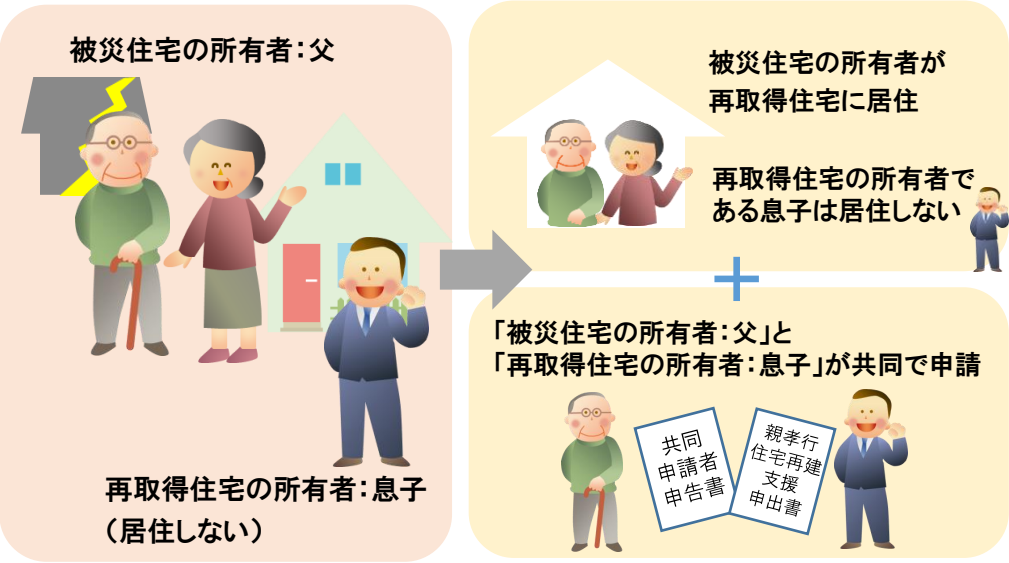 被災住宅の所有者：父
再取得住宅の所有者：息子
（居住しない）
被災住宅の所有者が
再取得住宅に居住
再取得住宅の所有者で
ある息子は居住しない
「被災住宅の所有者：父」と
「再取得住宅の所有者：息子」が共同で申請
共同
申請者
申告書
親孝行
住宅再建
支援
申出書